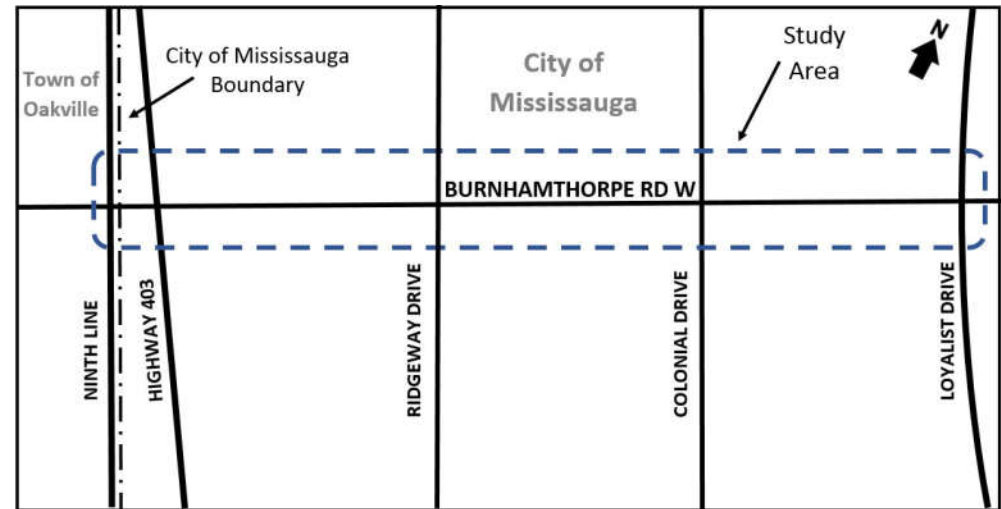 Town of
Oakville
City of Mississauga
Boundary
City of
Mississauga
Study
Area
N
BURNHAMTHORPE RD W
NINTH LINE
HIGHWAY 403
RIDGEWAY DRIVE
COLONIAL DRIVE
LOYALIST DRIVE